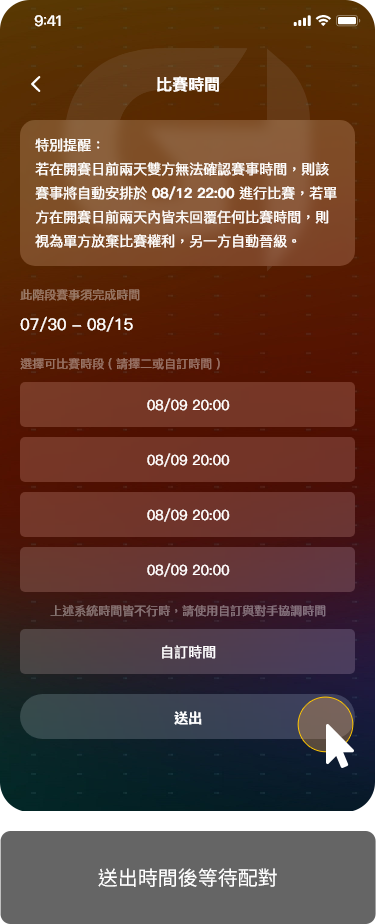 9:41
比賽時間
特別提醒：
若在開賽日前兩天雙方無法確認賽事時間，則該
賽事將自動安排於 08/12 22:00 進行比賽，若單
方在開賽日前兩天內皆未回覆任何比賽時間，則
視為單方放棄比賽權利，另一方自動晉級。
此階段賽事須完成時間
07/30 – 08/15
選擇可比賽時段（請擇二或自訂時間）
08/09 20:00
08/09 20:00
08/09 20:00
08/09 20:00
上述系統時間皆不行時，請使用自訂與對手協調時間
自訂時間
送出
送出時間後等待配對